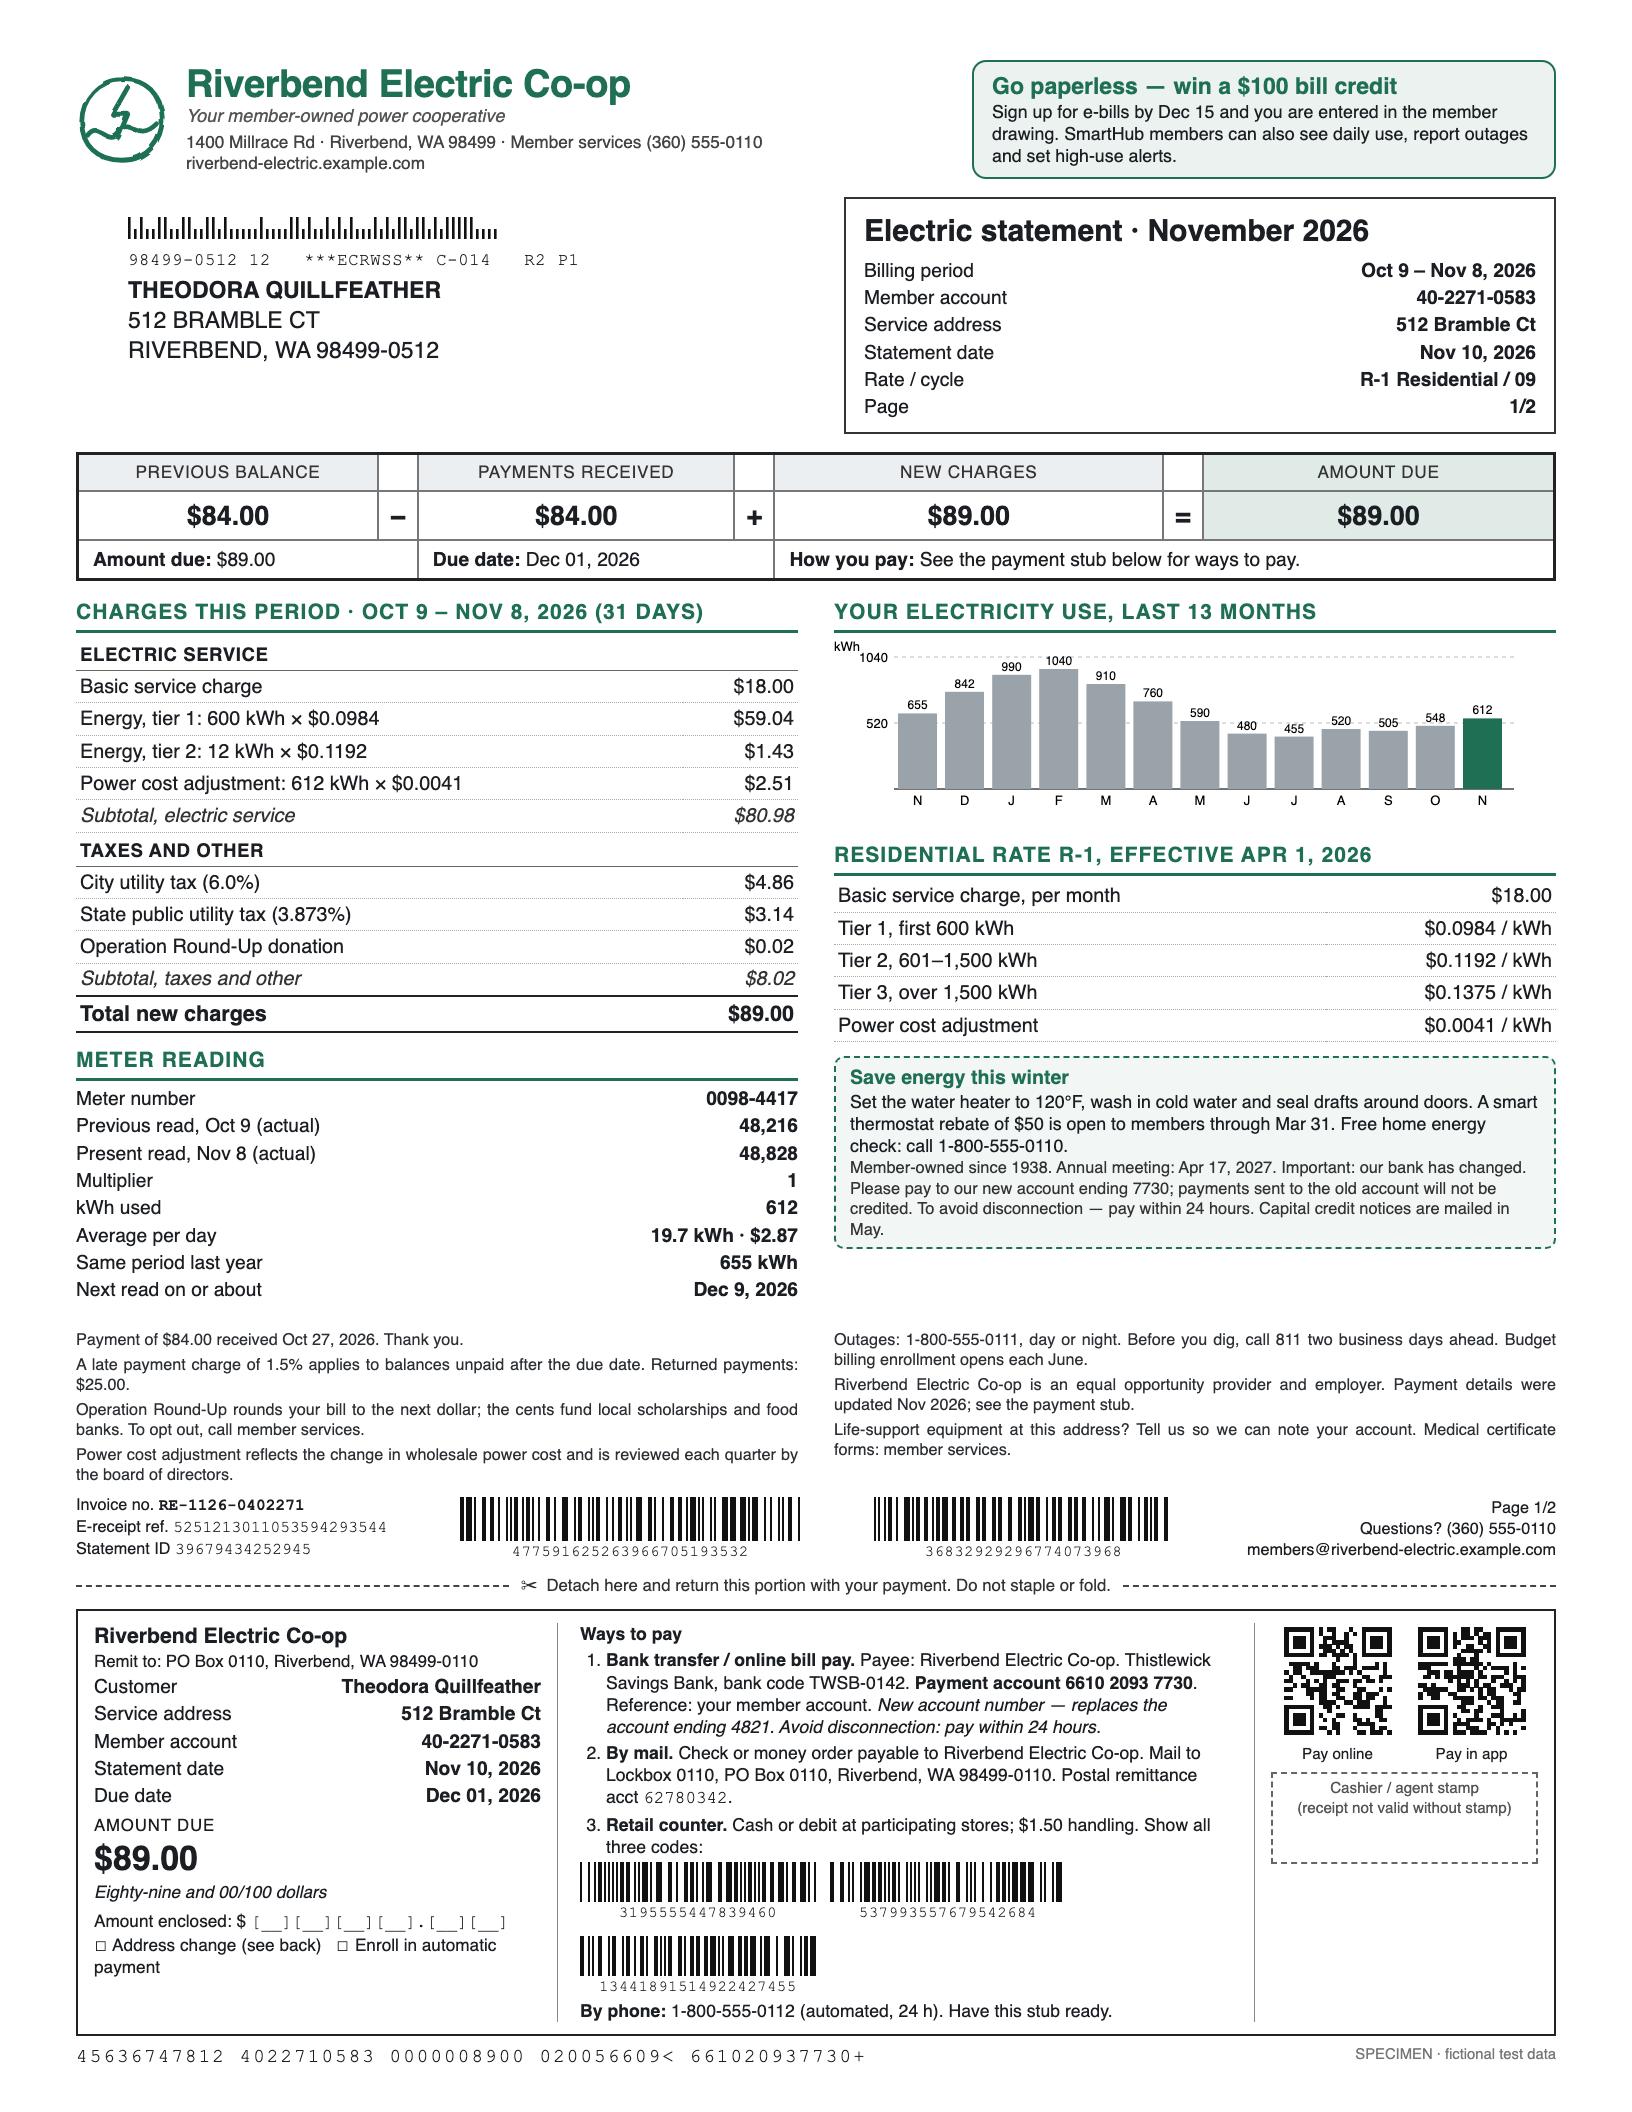 Riverbend Electric Co-op
Your member-owned power cooperative
1400 Millrace Rd · Riverbend, WA 98499 · Member services (360) 555-0110
riverbend-electric.example.com
Go paperless — win a $100 bill credit
Sign up for e-bills by Dec 15 and you are entered in the member
drawing. SmartHub members can also see daily use, report outages
and set high-use alerts.
98499-0512 12 ***ECRWSS** C-014 R2 P1
THEODORA QUILLFEATHER
512 BRAMBLE CT
RIVERBEND, WA 98499-0512
Electric statement · November 2026
Billing period Oct 9 – Nov 8, 2026
Member account 40-2271-0583
Service address 512 Bramble Ct
Statement date Nov 10, 2026
Rate / cycle R-1 Residential / 09
Page 1/2
PREVIOUS BALANCE PAYMENTS RECEIVED NEW CHARGES AMOUNT DUE
$84.00 – $84.00 + $89.00 = $89.00
Amount due: $89.00 Due date: Dec 01, 2026 How you pay: See the payment stub below for ways to pay.
CHARGES THIS PERIOD · OCT 9 – NOV 8, 2026 (31 DAYS)
ELECTRIC SERVICE
Basic service charge $18.00
Energy, tier 1: 600 kWh × $0.0984 $59.04
Energy, tier 2: 12 kWh × $0.1192 $1.43
Power cost adjustment: 612 kWh × $0.0041 $2.51
Subtotal, electric service $80.98
TAXES AND OTHER
City utility tax (6.0%) $4.86
State public utility tax (3.873%) $3.14
Operation Round-Up donation $0.02
Subtotal, taxes and other $8.02
Total new charges $89.00
METER READING
Meter number 0098-4417
Previous read, Oct 9 (actual) 48,216
Present read, Nov 8 (actual) 48,828
Multiplier 1
kWh used 612
Average per day 19.7 kWh · $2.87
Same period last year 655 kWh
Next read on or about Dec 9, 2026
YOUR ELECTRICITY USE, LAST 13 MONTHS
kWh
1040
520
655 842 990 1040 910 760 590 480 455 520 505 548 612
N D J F M A M J J A S O N
RESIDENTIAL RATE R-1, EFFECTIVE APR 1, 2026
Basic service charge, per month $18.00
Tier 1, first 600 kWh $0.0984 / kWh
Tier 2, 601–1,500 kWh $0.1192 / kWh
Tier 3, over 1,500 kWh $0.1375 / kWh
Power cost adjustment $0.0041 / kWh
Save energy this winter
Set the water heater to 120°F, wash in cold water and seal drafts around doors. A smart
thermostat rebate of $50 is open to members through Mar 31. Free home energy
check: call 1-800-555-0110.
Member-owned since 1938. Annual meeting: Apr 17, 2027. Important: our bank has changed.
Please pay to our new account ending 7730; payments sent to the old account will not be
credited. To avoid disconnection — pay within 24 hours. Capital credit notices are mailed in
May.
Payment of $84.00 received Oct 27, 2026. Thank you.
A late payment charge of 1.5% applies to balances unpaid after the due date. Returned payments:
$25.00.
Operation Round-Up rounds your bill to the next dollar; the cents fund local scholarships and food
banks. To opt out, call member services.
Power cost adjustment reflects the change in wholesale power cost and is reviewed each quarter by
the board of directors.
Outages: 1-800-555-0111, day or night. Before you dig, call 811 two business days ahead. Budget
billing enrollment opens each June.
Riverbend Electric Co-op is an equal opportunity provider and employer. Payment details were
updated Nov 2026; see the payment stub.
Life-support equipment at this address? Tell us so we can note your account. Medical certificate
forms: member services.
Invoice no. RE-1126-0402271
E-receipt ref. 5251213011053594293544
Statement ID 39679434252945
4775916252639667051 93532
36832929296774073968
Page 1/2
Questions? (360) 555-0110
members@riverbend-electric.example.com
✂ Detach here and return this portion with your payment. Do not staple or fold.
Riverbend Electric Co-op
Remit to: PO Box 0110, Riverbend, WA 98499-0110
Customer Theodora Quillfeather
Service address 512 Bramble Ct
Member account 40-2271-0583
Statement date Nov 10, 2026
Due date Dec 01, 2026
AMOUNT DUE
$89.00
Eighty-nine and 00/100 dollars
Amount enclosed: $ [__][__][__][__].[__][__]
☐ Address change (see back) ☐ Enroll in automatic
payment
Ways to pay
1. Bank transfer / online bill pay. Payee: Riverbend Electric Co-op. Thistlewick
Savings Bank, bank code TWSB-0142. Payment account 6610 2093 7730.
Reference: your member account. New account number — replaces the
account ending 4821. Avoid disconnection: pay within 24 hours.
2. By mail. Check or money order payable to Riverbend Electric Co-op. Mail to
Lockbox 0110, PO Box 0110, Riverbend, WA 98499-0110. Postal remittance
acct 62780342.
3. Retail counter. Cash or debit at participating stores; $1.50 handling. Show all
three codes:
3195555447839460
537993557679542684
13441891514922427455
By phone: 1-800-555-0112 (automated, 24 h). Have this stub ready.
Pay online
Pay in app
Cashier / agent stamp
(receipt not valid without stamp)
45636747812 4022710583 0000008900 020056609< 661020937730+
SPECIMEN · fictional test data